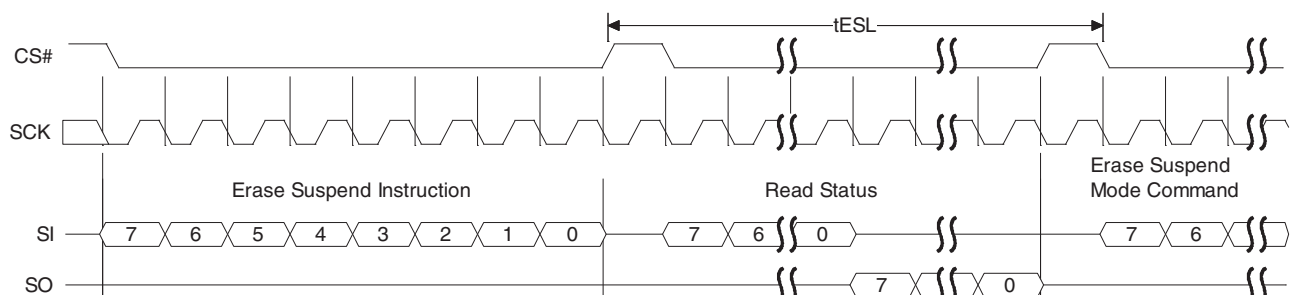 tESL
CS#
SCK
Erase Suspend Instruction
Read Status
Erase Suspend
Mode Command
SI 7 6 5 4 3 2 1 0 7 6 0 7 6
SO 7 0